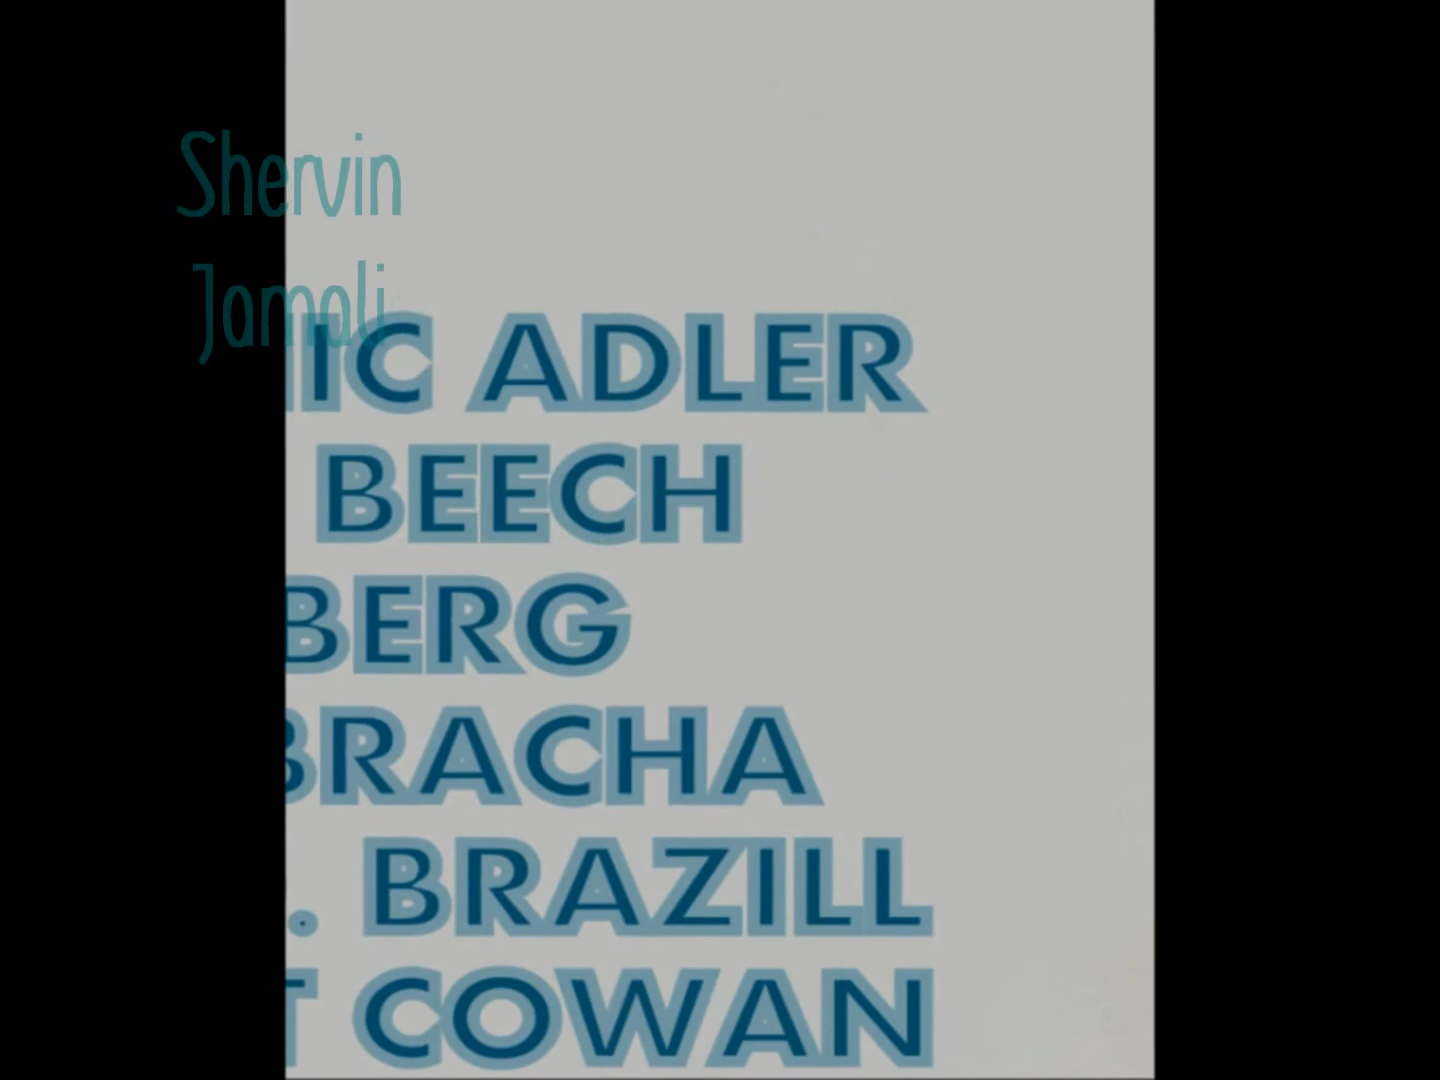 Shervin
Jamali
IC ADLER
BEECH
BERG
BRACHA
. BRAZILL
T COWAN